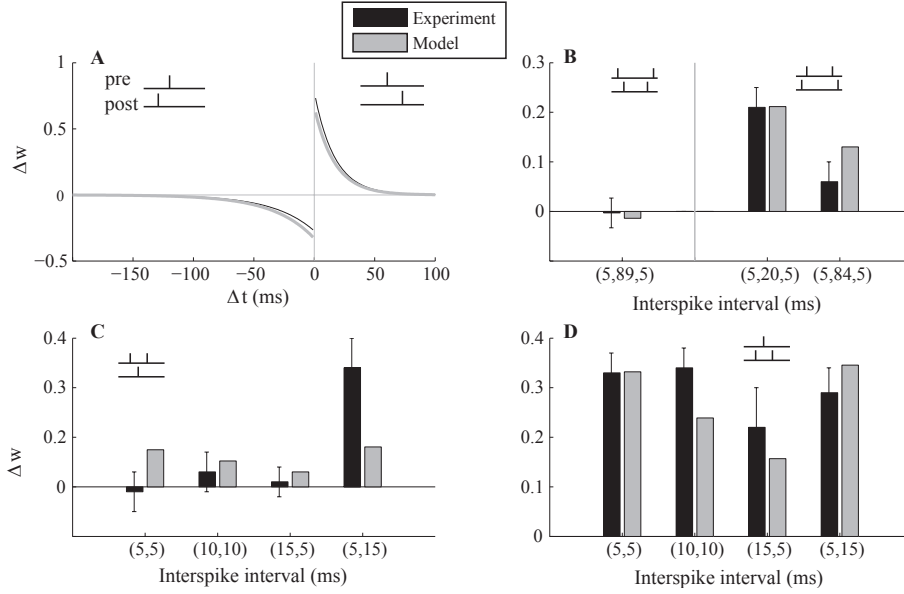 Experiment
Model
A
pre
post
1
0.5
0
−0.5
Δw
−150
−100
−50
0
50
100
Δt (ms)
B
0.3
0.2
0.1
0
(5,89,5)
(5,20,5)
(5,84,5)
Interspike interval (ms)
C
0.4
0.3
0.2
0
Δw
(5,5)
(10,10)
(15,5)
(5,15)
Interspike interval (ms)
D
0.4
0.3
0.2
0.1
0
(5,5)
(10,10)
(15,5)
(5,15)
Interspike interval (ms)